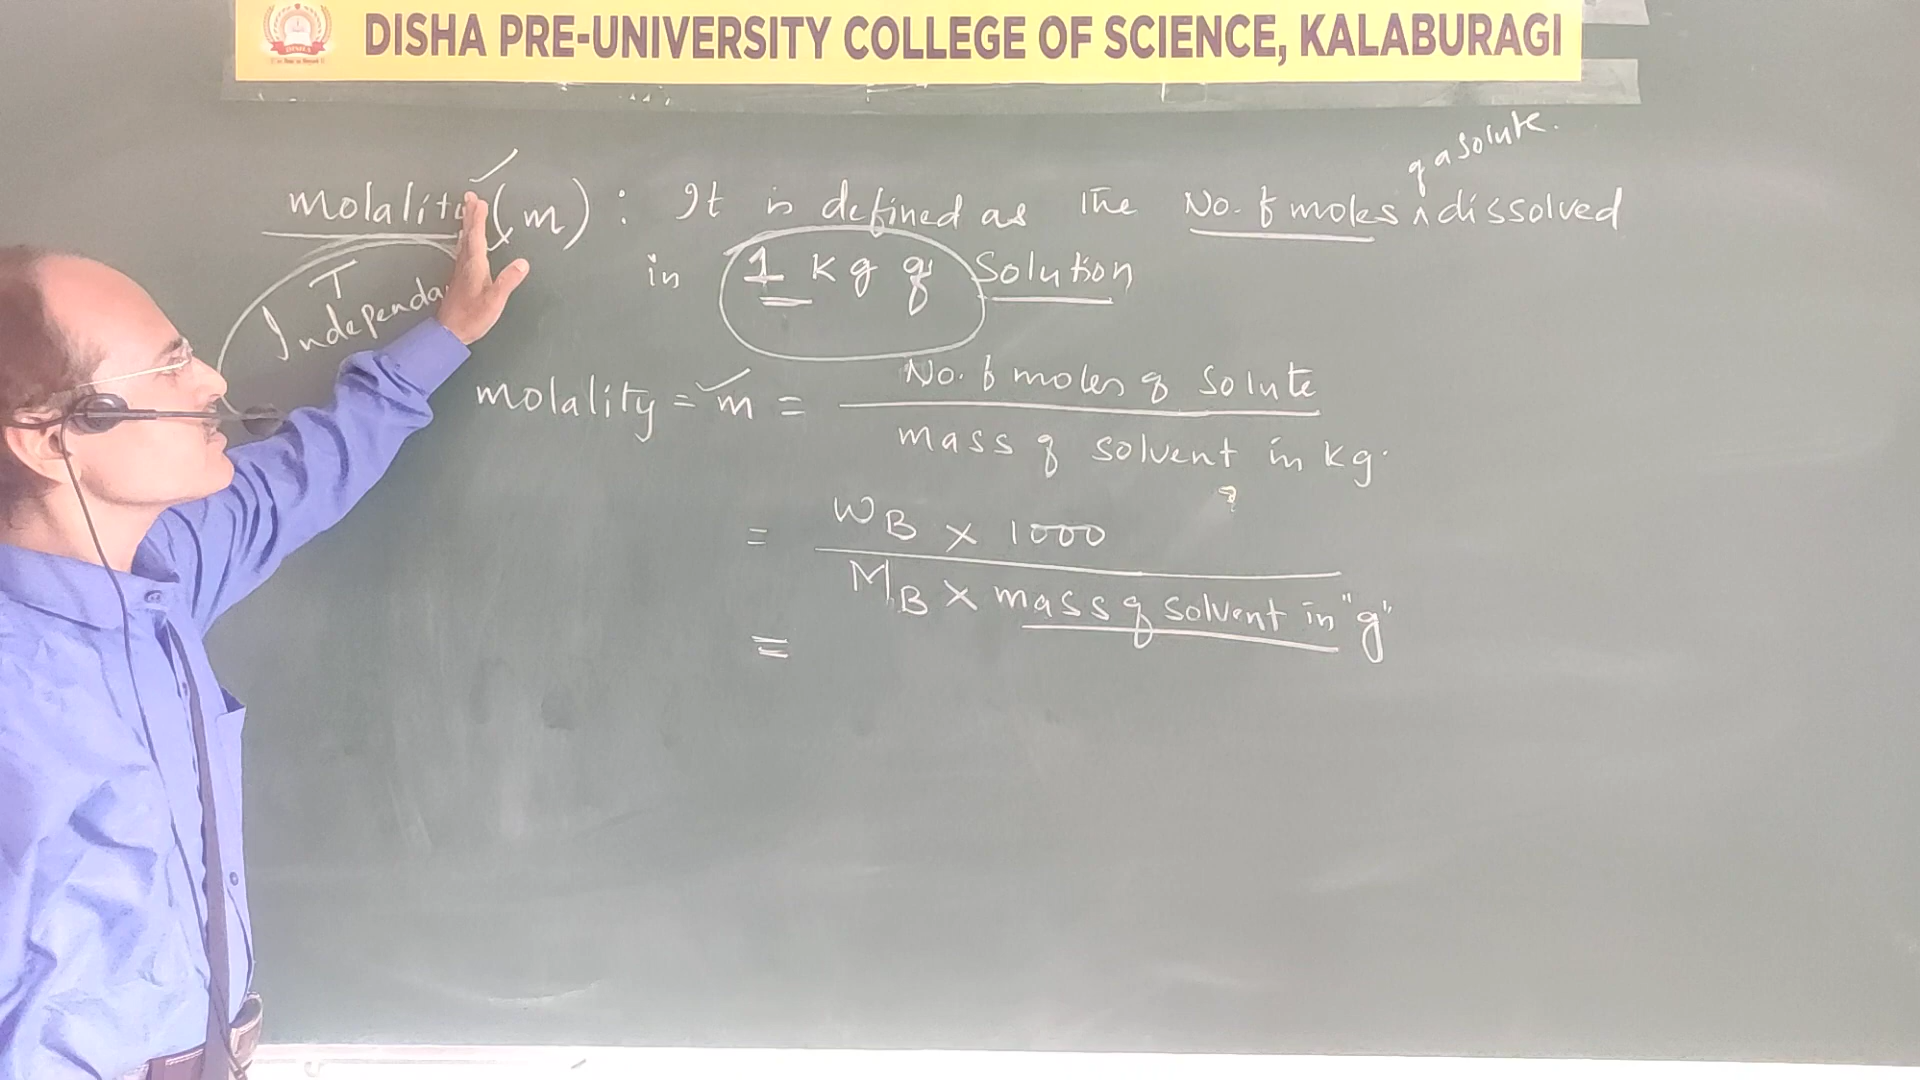 DISHA PRE-UNIVERSITY COLLEGE OF SCIENCE, KALABURAGI
DISHA
of a solute.
molality (m) : It is defined as the No. of moles ^ dissolved
in 1 kg of Solution
T
Independa
molality = m = No. of moles of Solute
mass of solvent in kg.
= WB × 1000
MB × mass of solvent in "g"
=